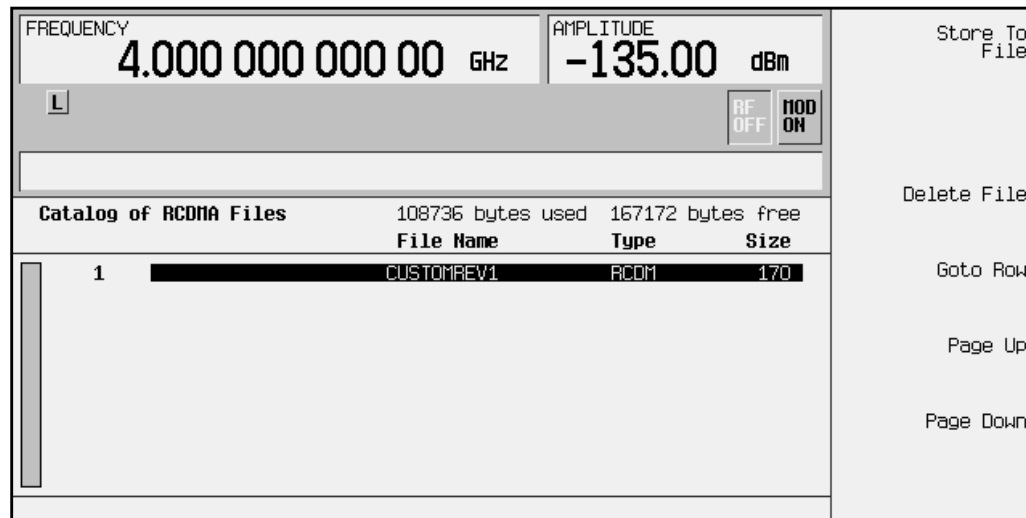 FREQUENCY
4.000 000 000 00 GHz
AMPLITUDE
-135.00 dBm
L
RF OFF
MOD ON
Catalog of RCDMA Files 108736 bytes used 167172 bytes free
File Name Type Size
1 CUSTOMREV1 RCDM 170
Store To
File
Delete File
Goto Row
Page Up
Page Down